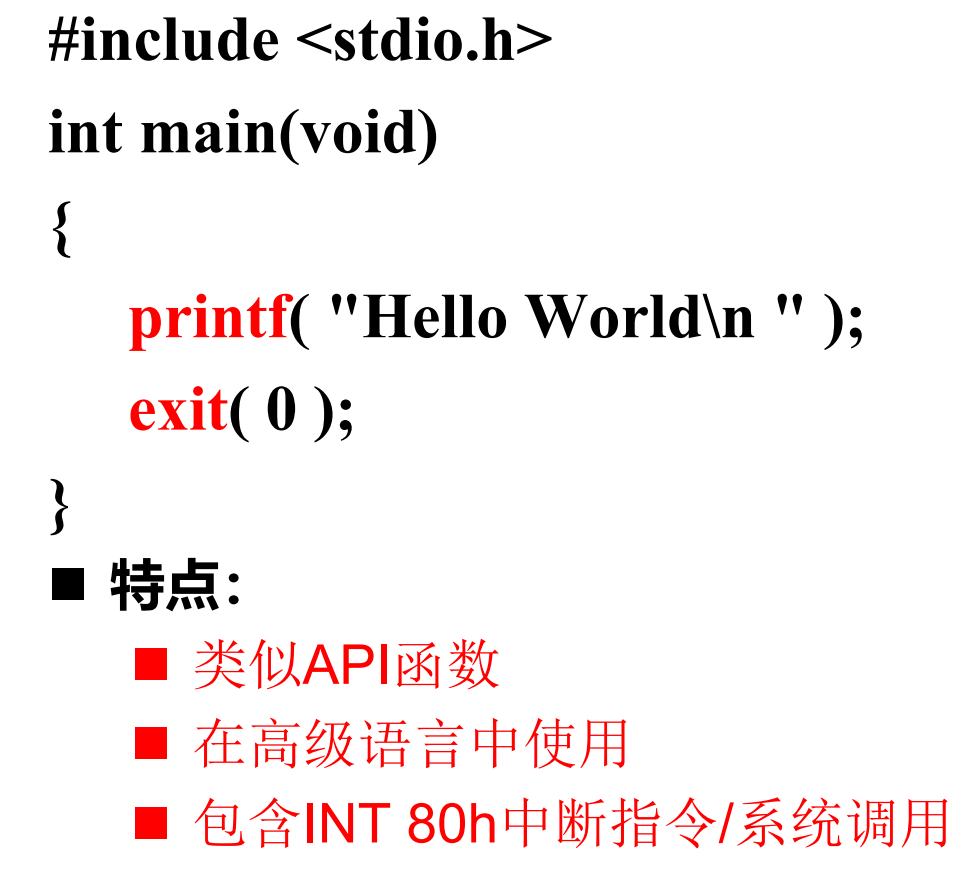 #include <stdio.h>
int main(void)
{
printf( "Hello World\n " );
exit( 0 );
}
■ 特点：
■ 类似API函数
■ 在高级语言中使用
■ 包含INT 80h中断指令/系统调用